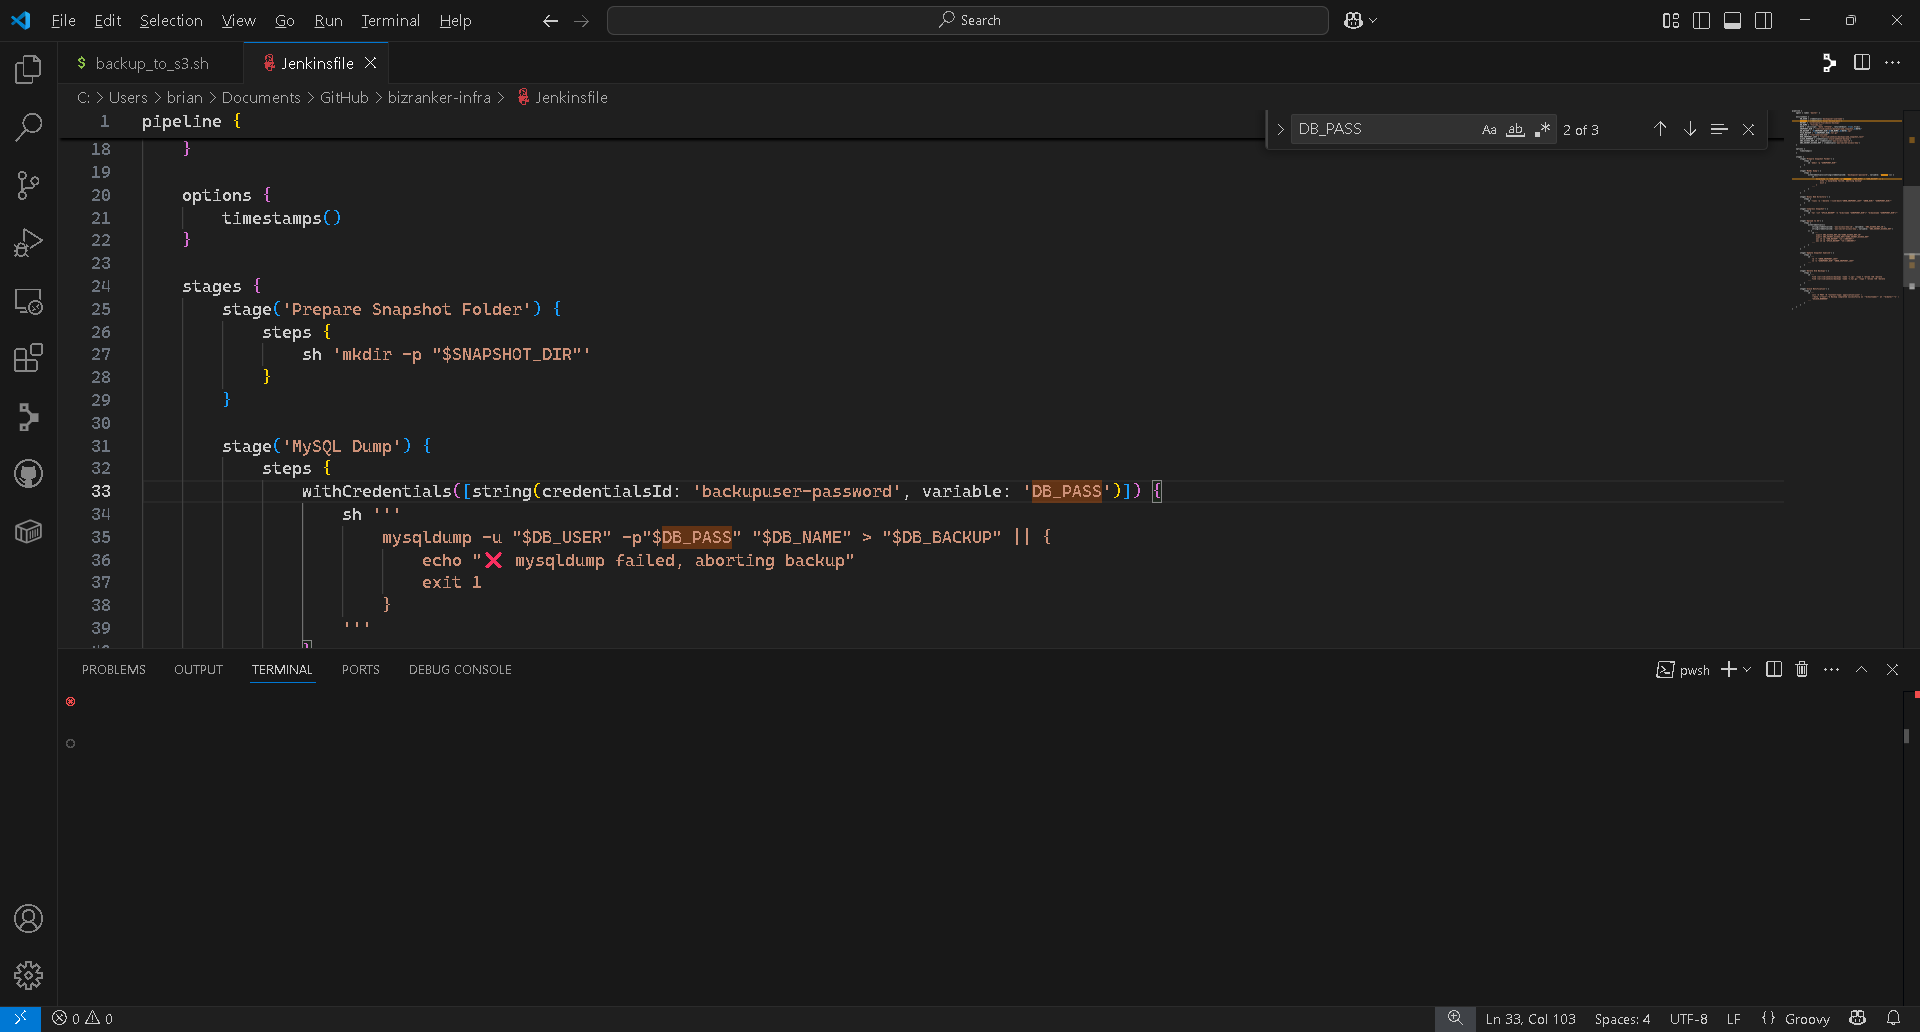 File Edit Selection View Go Run Terminal Help
Search
$ backup_to_s3.sh
Jenkinsfile
C: > Users > brian > Documents > GitHub > bizranker-infra > Jenkinsfile
DB_PASS Aa ab .* 2 of 3
1 pipeline {
18 }
19
20 options {
21 timestamps()
22 }
23
24 stages {
25 stage('Prepare Snapshot Folder') {
26 steps {
27 sh 'mkdir -p "$SNAPSHOT_DIR"'
28 }
29 }
30
31 stage('MySQL Dump') {
32 steps {
33 withCredentials([string(credentialsId: 'backupuser-password', variable: 'DB_PASS')]) {
34 sh '''
35 mysqldump -u "$DB_USER" -p"$DB_PASS" "$DB_NAME" > "$DB_BACKUP" || {
36 echo "❌ mysqldump failed, aborting backup"
37 exit 1
38 }
39 '''
PROBLEMS OUTPUT TERMINAL PORTS DEBUG CONSOLE
pwsh
0 0
Ln 33, Col 103 Spaces: 4 UTF-8 LF {} Groovy